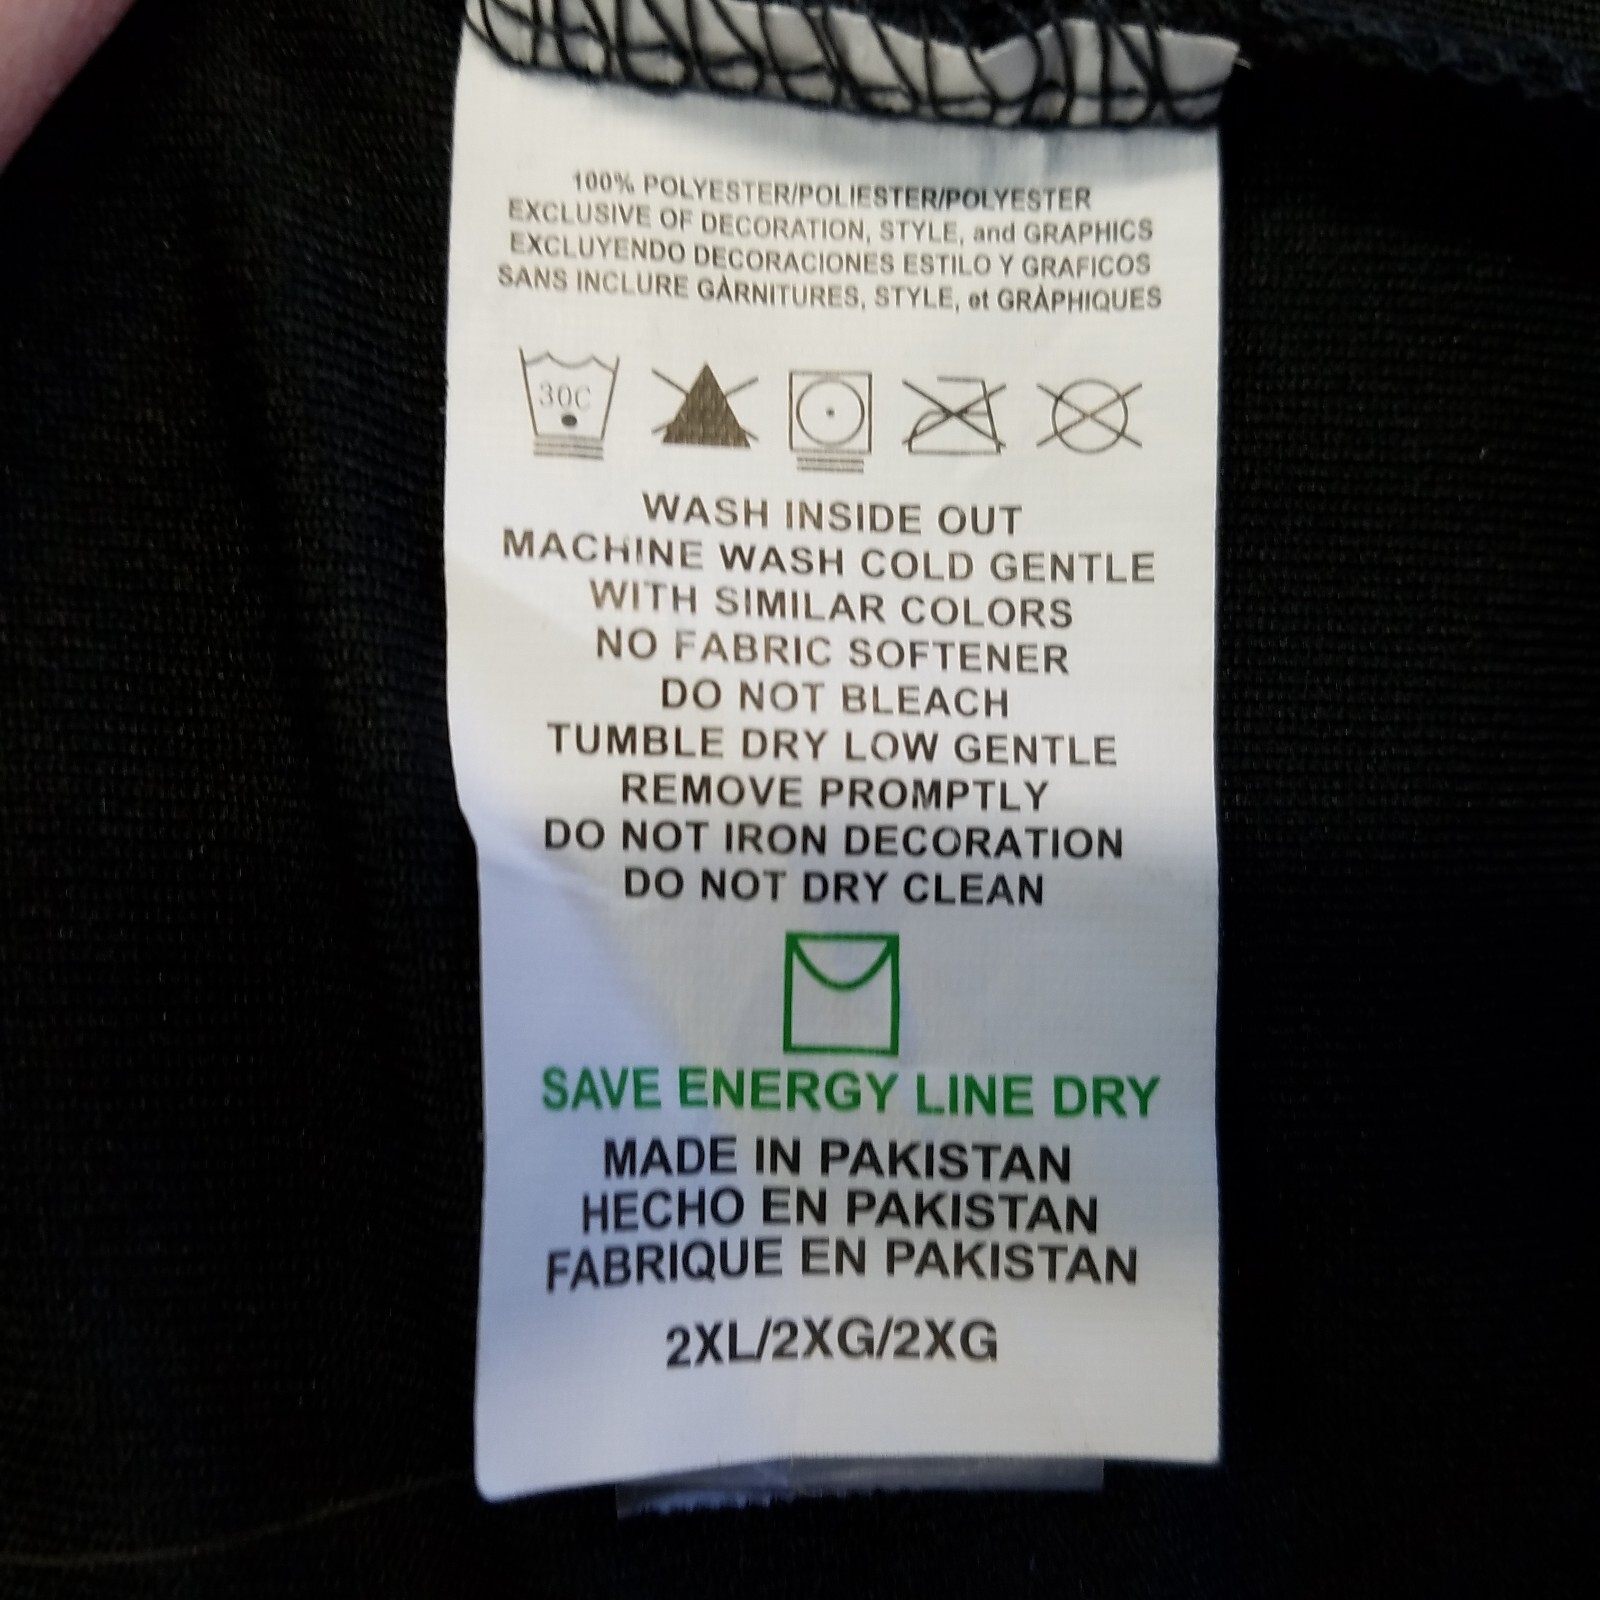 100% POLYESTER/POLIESTER/POLYESTER
EXCLUSIVE OF DECORATION, STYLE, and GRAPHICS
EXCLUYENDO DECORACIONES ESTILO Y GRAFICOS
SANS INCLURE GÀRNITURES, STYLE, et GRÀPHIQUES
30C
WASH INSIDE OUT
MACHINE WASH COLD GENTLE
WITH SIMILAR COLORS
NO FABRIC SOFTENER
DO NOT BLEACH
TUMBLE DRY LOW GENTLE
REMOVE PROMPTLY
DO NOT IRON DECORATION
DO NOT DRY CLEAN
SAVE ENERGY LINE DRY
MADE IN PAKISTAN
HECHO EN PAKISTAN
FABRIQUE EN PAKISTAN
2XL/2XG/2XG